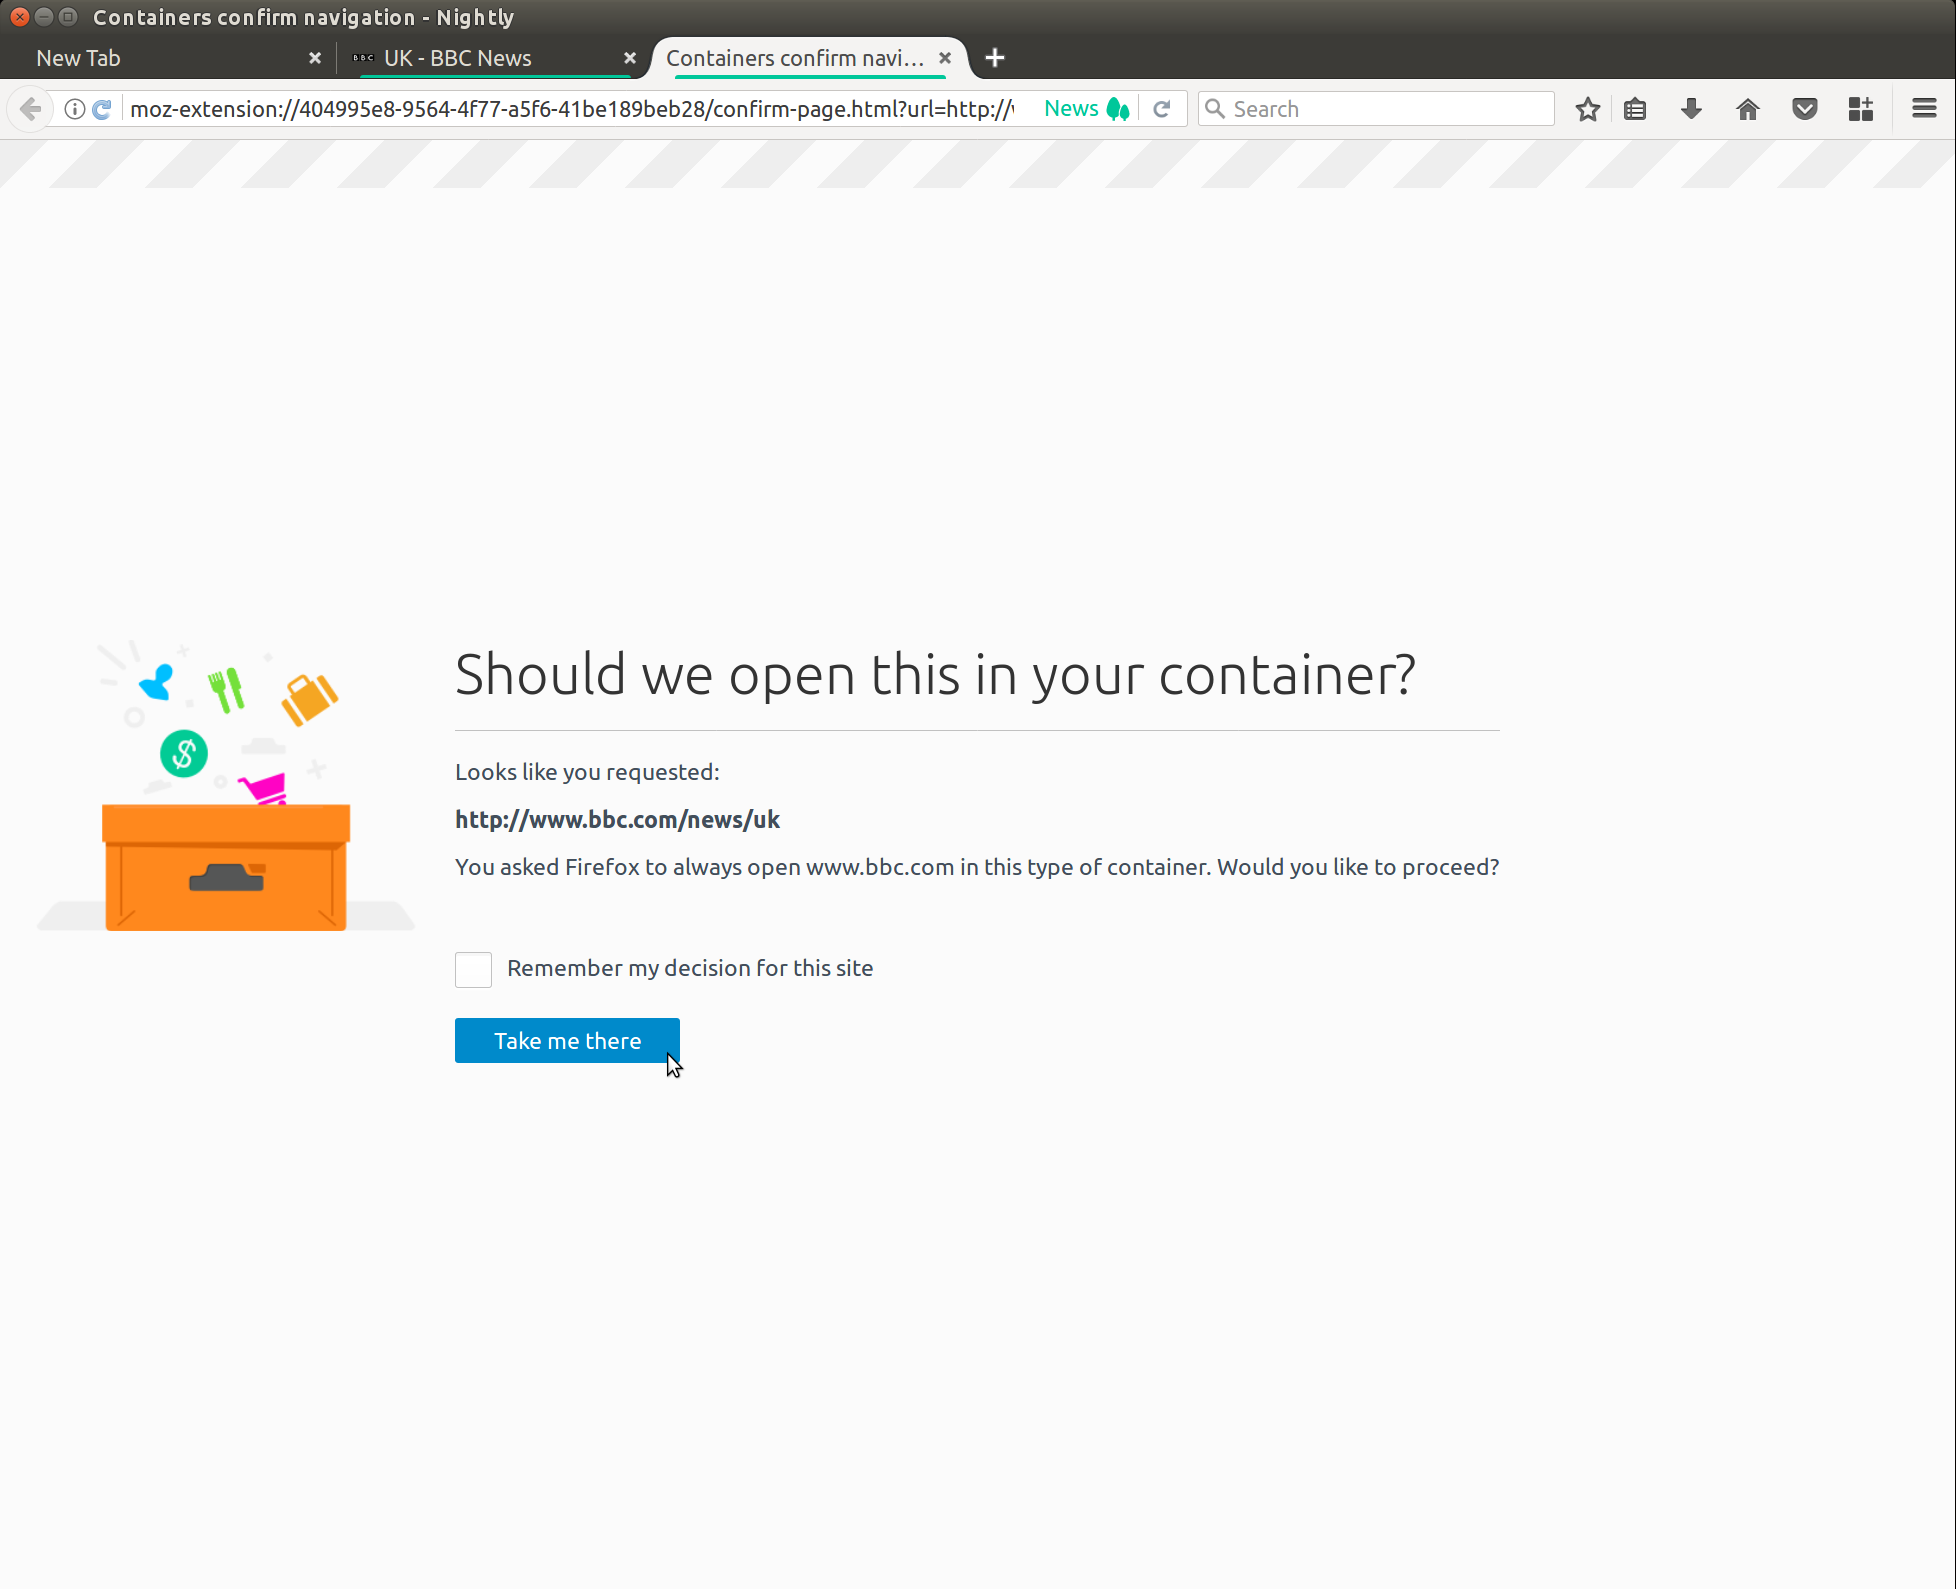 Containers confirm navigation - Nightly
New Tab
BBC UK - BBC News
Containers confirm navi...
moz-extension://404995e8-9564-4f77-a5f6-41be189beb28/confirm-page.html?url=http://
News
Search
Should we open this in your container?
Looks like you requested:
http://www.bbc.com/news/uk
You asked Firefox to always open www.bbc.com in this type of container. Would you like to proceed?
$
Remember my decision for this site
Take me there